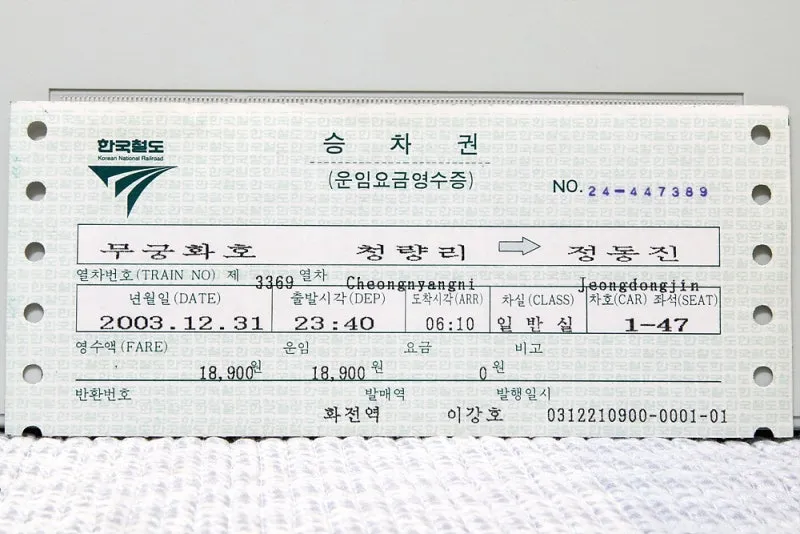 한국철도
Korean National Railroad
승차권
(운임요금영수증)
NO. 24-447389
무궁화호 청량리 정동진
열차번호(TRAIN NO) 제 3369 열차 Cheongnyangni Jeongdongjin
년월일(DATE) 출발시각(DEP) 도착시각(ARR) 차실(CLASS) 차호(CAR) 좌석(SEAT)
2003.12.31 23:40 06:10 일반실 1-47
영수액(FARE) 운임 요금 비고
18,900원 18,900원 0원
반환번호 발매역 발행일시
화전역 이강호 0312210900-0001-01